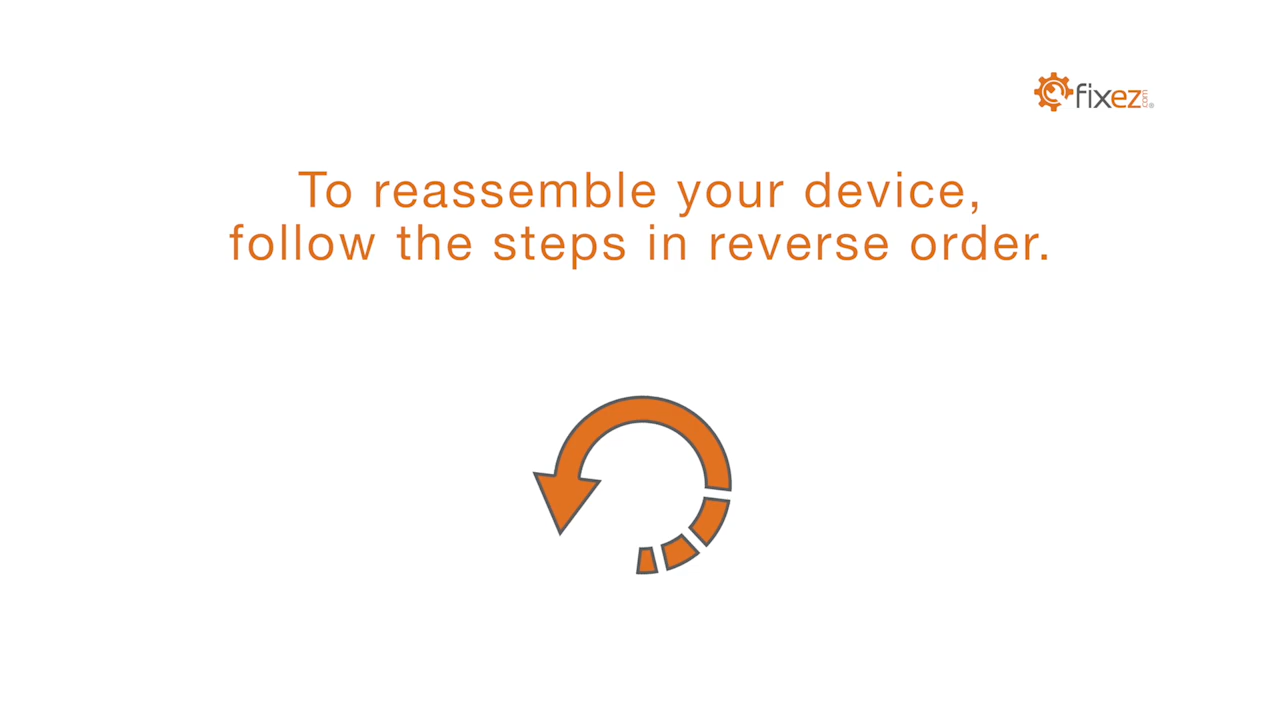 fixez.com®
To reassemble your device,
follow the steps in reverse order.